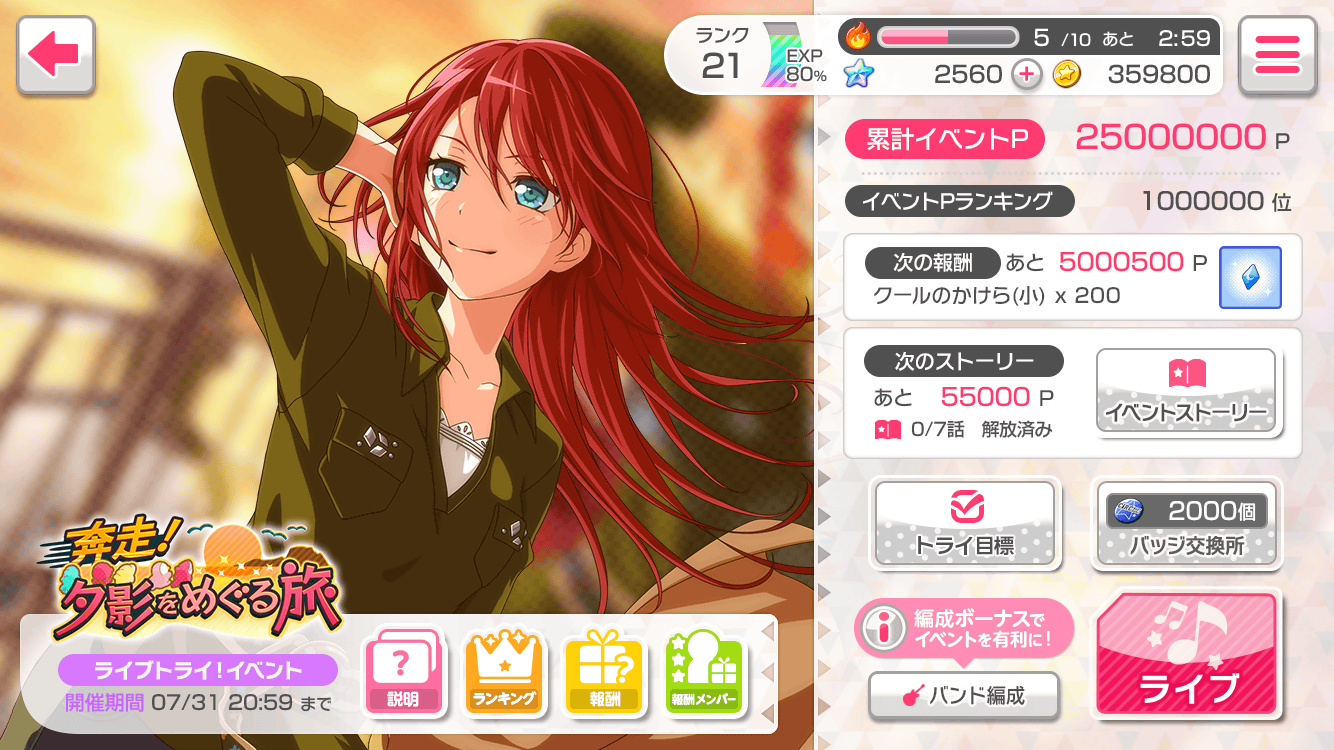 ランク
21
EXP
80%
5 /10 あと 2:59
2560
359800
累計イベントP 25000000 P
イベントPランキング 1000000 位
次の報酬 あと 5000500 P
クールのかけら(小) x 200
次のストーリー
あと 55000 P
0/7話 解放済み
イベントストーリー
トライ目標
2000個
バッジ交換所
編成ボーナスで
イベントを有利に!
バンド編成
ライブ
奔走!
夕影をめぐる旅
ライブトライ!イベント
開催期間 07/31 20:59 まで
?
説明
ランキング
?
報酬
報酬メンバー